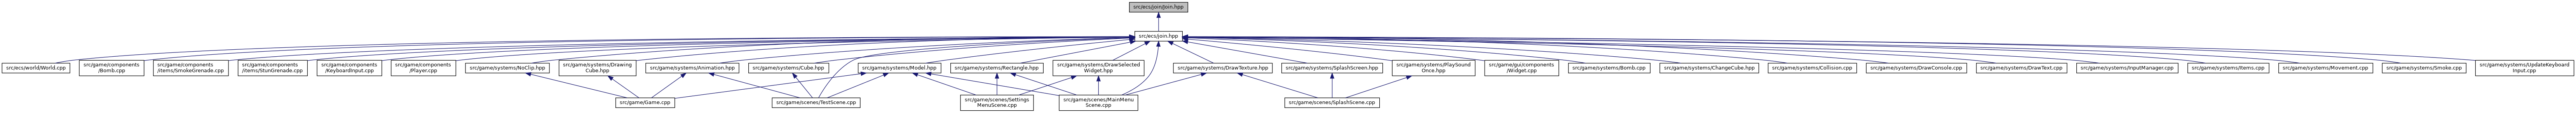 src/ecs/join/Join.hpp
src/ecs/join.hpp
src/ecs/world/World.cpp
src/game/components
/Bomb.cpp
src/game/components
/items/SmokeGrenade.cpp
src/game/components
/items/StunGrenade.cpp
src/game/components
/KeyboardInput.cpp
src/game/components
/Player.cpp
src/game/systems/NoClip.hpp
src/game/systems/Drawing
Cube.hpp
src/game/systems/Animation.hpp
src/game/systems/Cube.hpp
src/game/systems/Model.hpp
src/game/systems/Rectangle.hpp
src/game/systems/DrawSelected
Widget.hpp
src/game/systems/DrawTexture.hpp
src/game/systems/SplashScreen.hpp
src/game/systems/PlaySound
Once.hpp
src/game/gui/components
/Widget.cpp
src/game/systems/Bomb.cpp
src/game/systems/ChangeCube.hpp
src/game/systems/Collision.cpp
src/game/systems/DrawConsole.cpp
src/game/systems/DrawText.cpp
src/game/systems/InputManager.cpp
src/game/systems/Items.cpp
src/game/systems/Movement.cpp
src/game/systems/Smoke.cpp
src/game/systems/UpdateKeyboard
Input.cpp
src/game/Game.cpp
src/game/scenes/TestScene.cpp
src/game/scenes/Settings
MenuScene.cpp
src/game/scenes/MainMenu
Scene.cpp
src/game/scenes/SplashScene.cpp